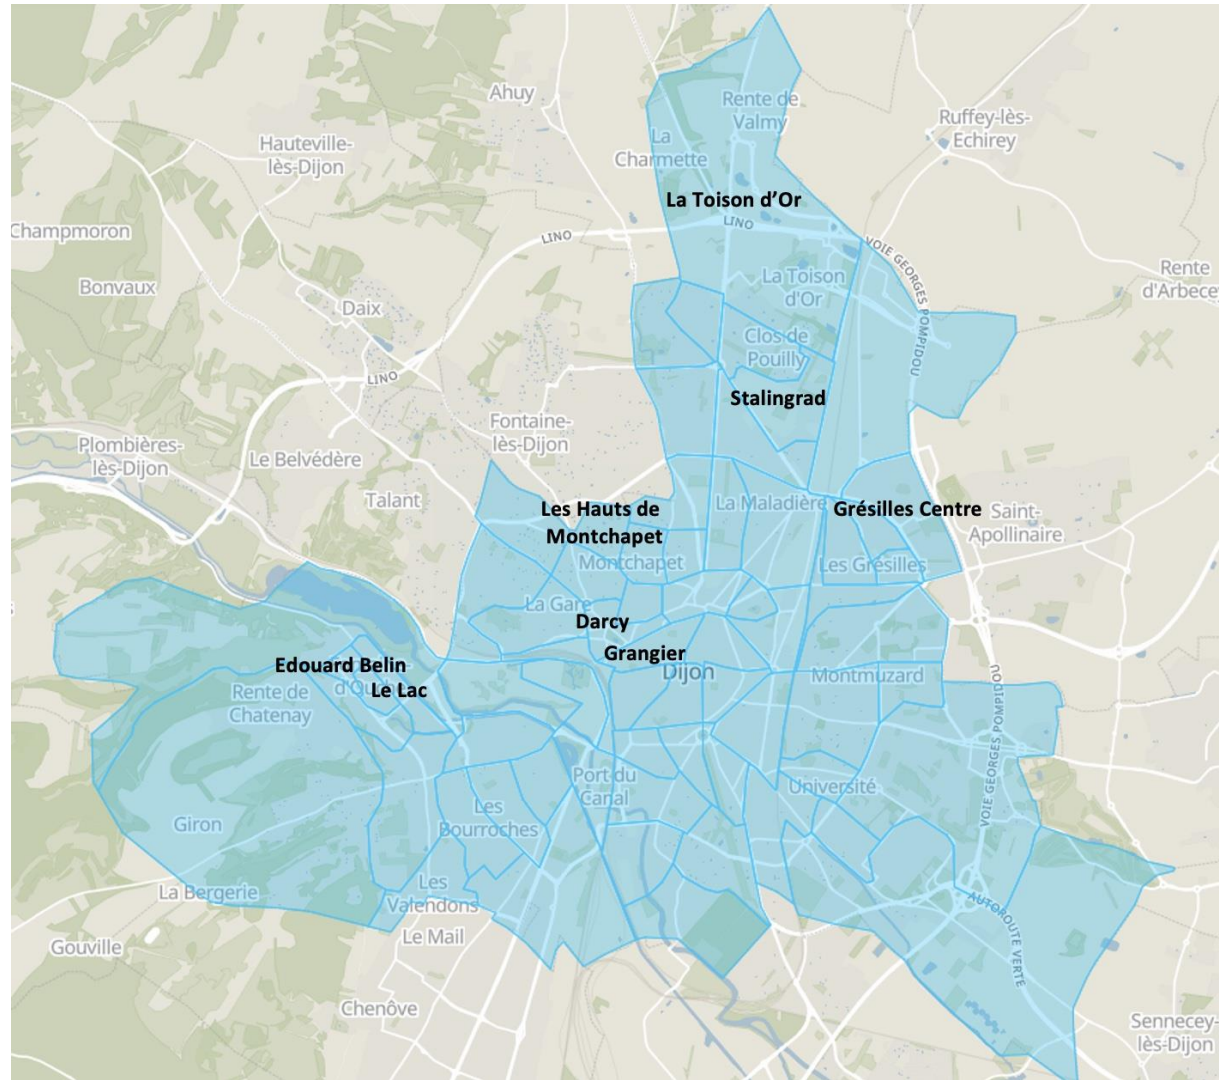 Ahuy
Rente de
Valmy
Ruffey-lès-
Echirey
Hauteville-
lès-Dijon
La
Charmette
La Toison d’Or
LINO
Champmoron
LINO
VOIE GEORGES POMPIDOU
Bonvaux
La Toison
d'Or
Rente
d'Arbece
Daix
Clos de
Pouilly
LINO
Stalingrad
Fontaine-
lès-Dijon
Plombières-
lès-Dijon
Le Belvédère
Talant
Les Hauts de
Montchapet
La Maladière
Grésilles Centre
Saint-
Apollinaire
Montchapet
Les Grésilles
La Gare
Darcy
Grangier
Dijon
Montmuzard
Edouard Belin
Le Lac
Rente de
Chatenay
VOIE GEORGES POMPIDOU
Port du
Canal
Université
Les
Bourroches
Giron
La Bergerie
Les
Valendons
Le Mail
Gouville
AUTOROUTE VERTE
Chenôve
Sennecey-
lès-Dijon